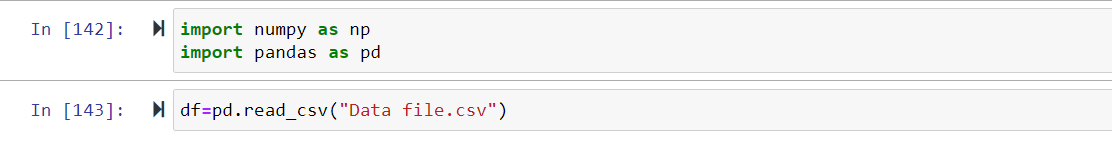 In [142]: import numpy as np
import pandas as pd
In [143]: df=pd.read_csv("Data file.csv")